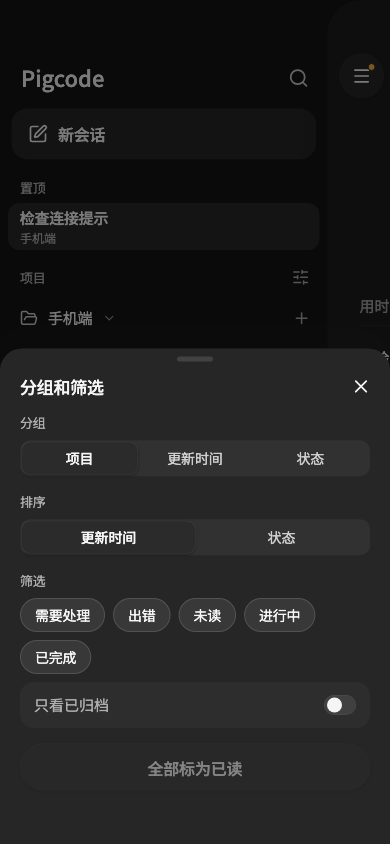 Pigcode
新会话
置顶
检查连接提示
手机端
项目
手机端
用时
分组和筛选
分组
项目 更新时间 状态
排序
更新时间 状态
筛选
需要处理 出错 未读 进行中
已完成
只看已归档
全部标为已读